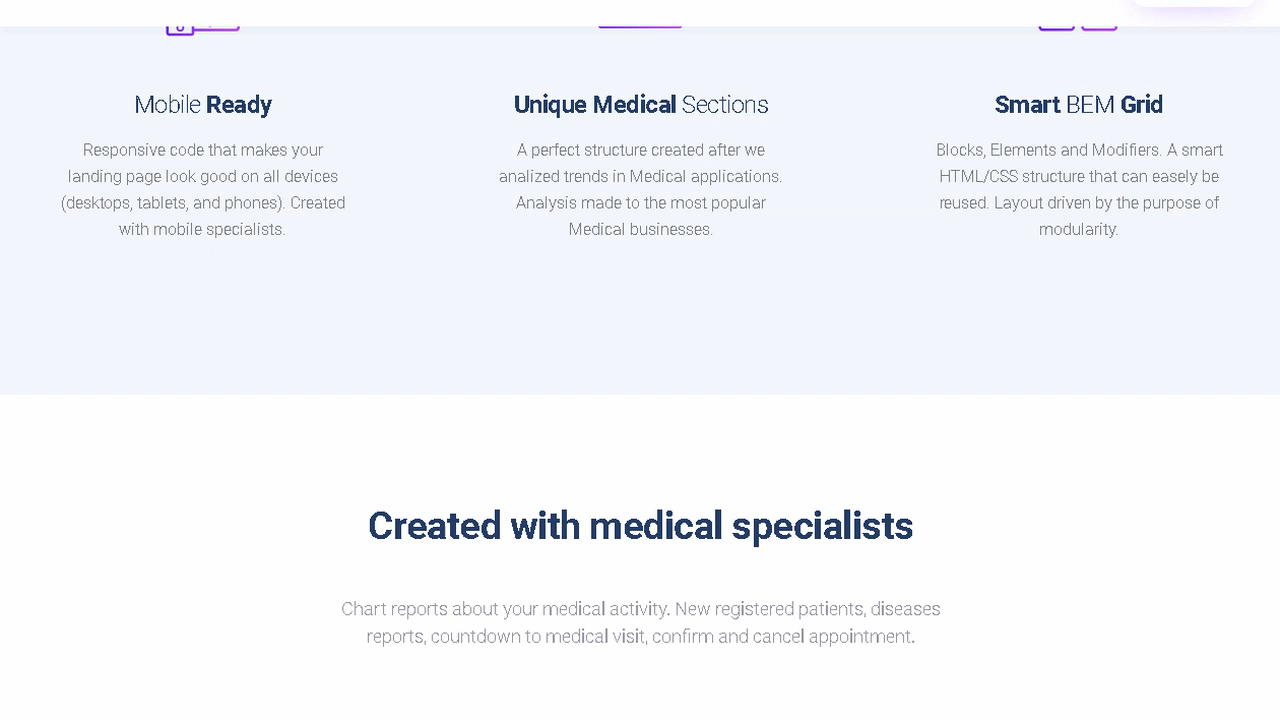 Mobile Ready
Responsive code that makes your
landing page look good on all devices
(desktops, tablets, and phones). Created
with mobile specialists.
Unique Medical Sections
A perfect structure created after we
analized trends in Medical applications.
Analysis made to the most popular
Medical businesses.
Smart BEM Grid
Blocks, Elements and Modifiers. A smart
HTML/CSS structure that can easely be
reused. Layout driven by the purpose of
modularity.
Created with medical specialists
Chart reports about your medical activity. New registered patients, diseases
reports, countdown to medical visit, confirm and cancel appointment.